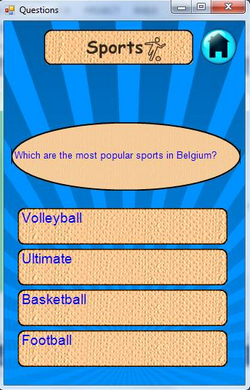 Questions
Sports
Which are the most popular sports in Belgium?
Volleyball
Ultimate
Basketball
Football